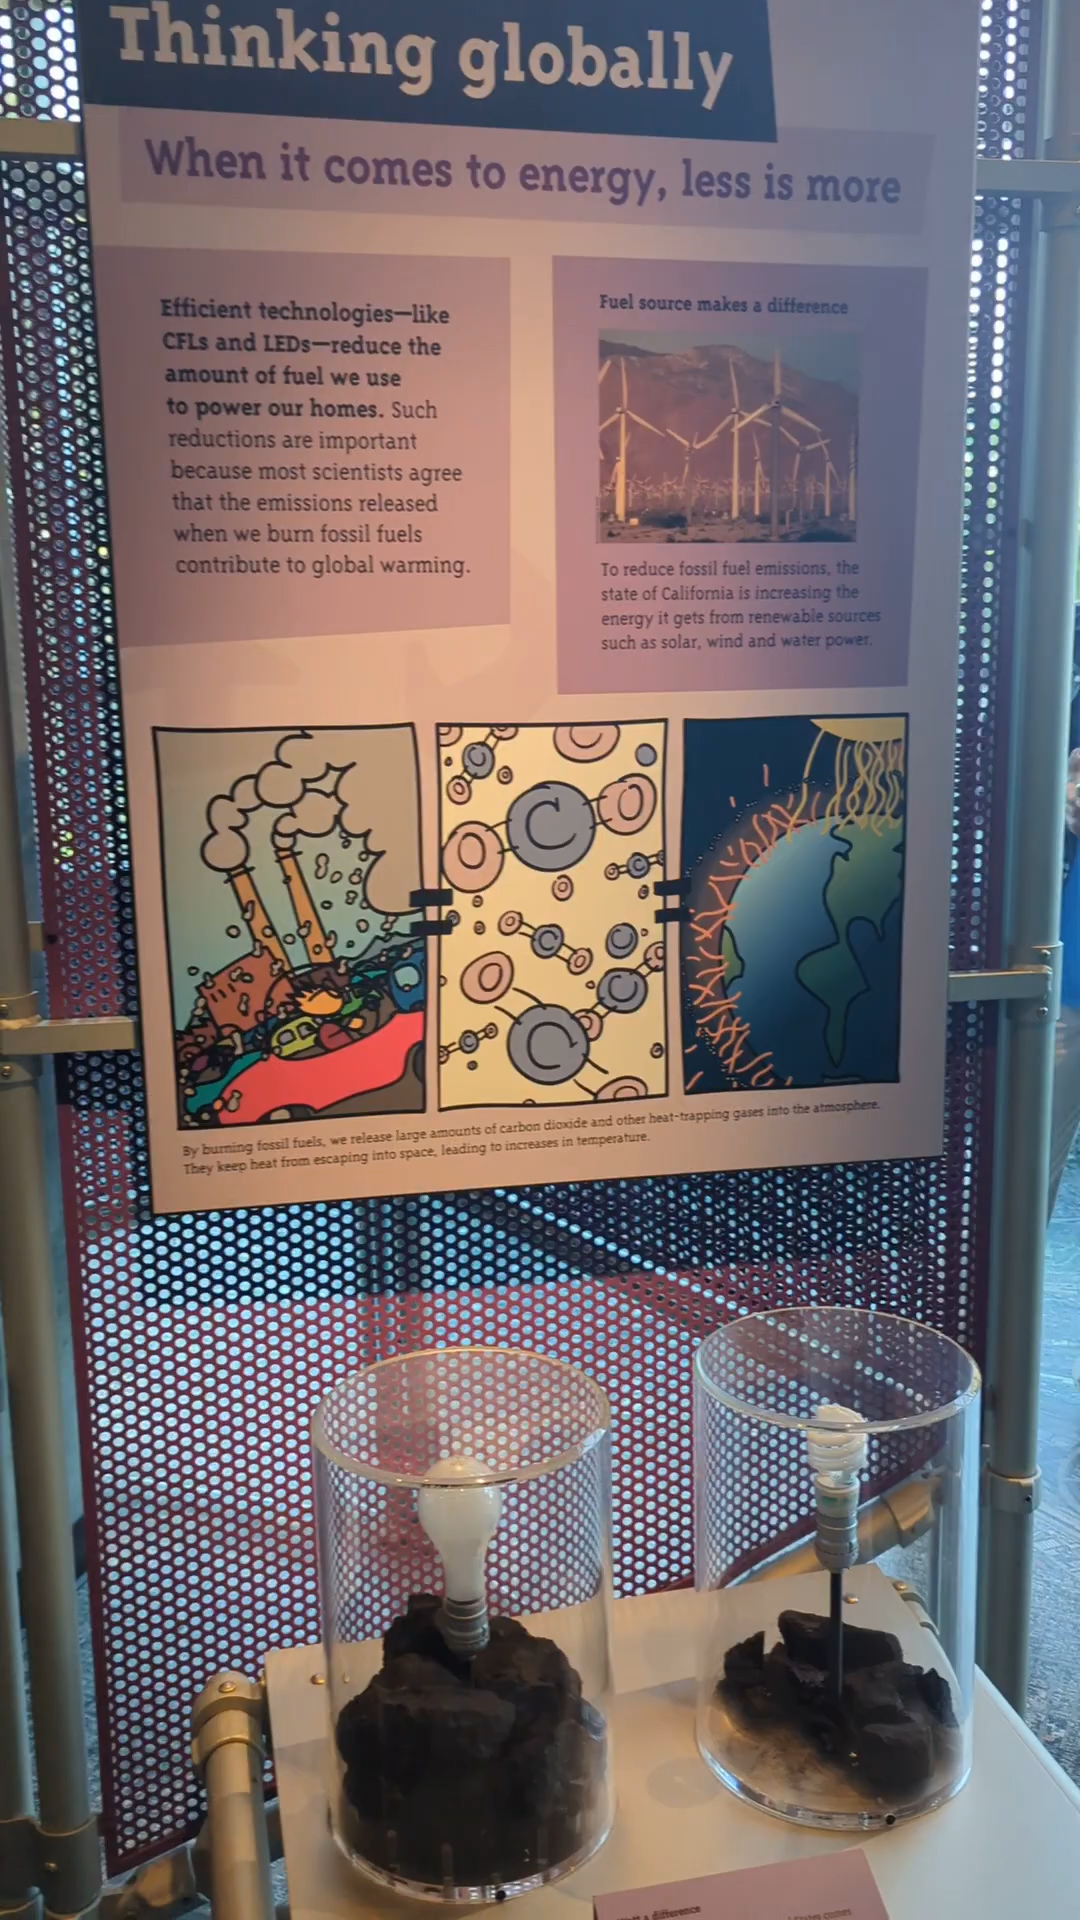 Thinking globally
When it comes to energy, less is more
Efficient technologies—like
CFLs and LEDs—reduce the
amount of fuel we use
to power our homes. Such
reductions are important
because most scientists agree
that the emissions released
when we burn fossil fuels
contribute to global warming.
Fuel source makes a difference
To reduce fossil fuel emissions, the
state of California is increasing the
energy it gets from renewable sources
such as solar, wind and water power.
C
C
C
C
C
C
C
C
C
By burning fossil fuels, we release large amounts of carbon dioxide and other heat-trapping gases into the atmosphere.
They keep heat from escaping into space, leading to increases in temperature.
a difference
comes